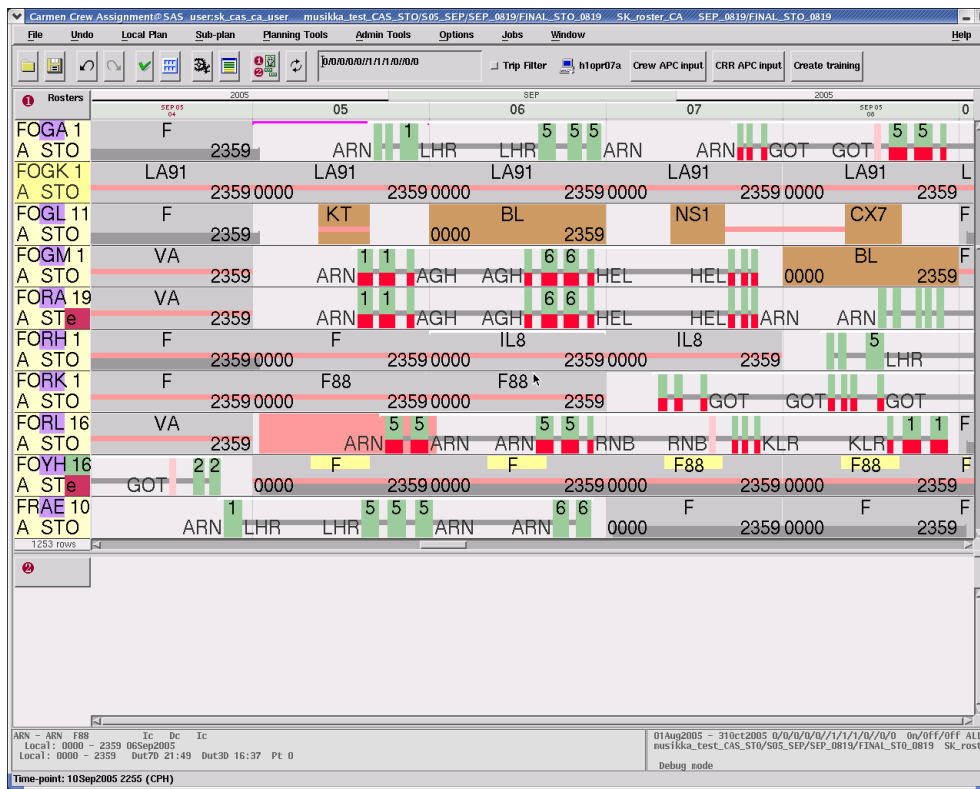 Carmen Crew Assignment@ SAS user:sk_cas_ca_user musikka_test_CAS_STO/S05_SEP/SEP_0819/FINAL_STO_0819 SK_roster_CA SEP_0819/FINAL_STO_0819
File Undo Local Plan Sub-plan Planning Tools Admin Tools Options Jobs Window Help
0/0/0/0/0//1/1/1/0//0/0 Trip Filter h1opr07a Crew APC input CRR APC input Create training
1 Rosters 2005 SEP 2005
SEP 05 04 05 06 07 SEP 05 08 0
FOGA 1 F 1 5 5 5 5 5
A STO 2359 ARN LHR LHR ARN ARN GOT GOT
FOGK 1 LA91 LA91 LA91 LA91 LA91 L
A STO 2359 0000 2359 0000 2359 0000 2359 0000 2359 0
FOGL 11 F KT BL NS1 CX7 F
A STO 2359 0000 2359
FOGM 1 VA 1 1 6 6 BL F
A STO 2359 ARN AGH AGH HEL HEL 0000 2359
FORA 19 VA 1 1 6 6
A STe 2359 ARN AGH AGH HEL HEL ARN ARN
FORH 1 F F IL8 IL8 5
A STO 2359 0000 2359 0000 2359 0000 2359 LHR
FORK 1 F F88 F88
A STO 2359 0000 2359 0000 2359 GOT GOT GOT
FORL 16 VA 5 5 5 5 1 1 F
A STO 2359 ARN ARN ARN RNB RNB KLR KLR
FOYH 16 2 2 F F F88 F88 F
A STe GOT 0000 2359 0000 2359 0000 2359 0000 2359
FRAE 10 1 5 5 5 6 6 F F F
A STO ARN LHR LHR ARN ARN 0000 2359 0000 2359
1253 rows
2
ARN - ARN F88 Ic Dc Ic
Local: 0000 - 2359 06Sep2005
Local: 0000 - 2359 Dut7D 21:49 Dut3D 16:37 Pt 0
01Aug2005 - 31Oct2005 0/0/0/0/0//1/1/1/0//0/0 On/Off/Off ALL
musikka_test_CAS_STO/S05_SEP/SEP_0819/FINAL_STO_0819 SK_rost
Debug mode
Time-point: 10Sep2005 2255 (CPH)